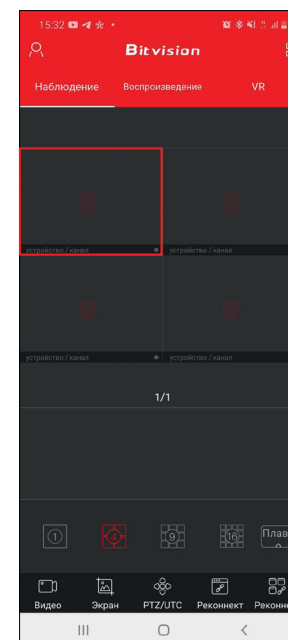 15:32
Bitvision
Наблюдение Воспроизведение VR
устройство / канал устройство / канал
устройство / канал устройство / канал
1/1
1 4 9 16 Плав
Видео Экран PTZ/UTC Реконнект Реконне